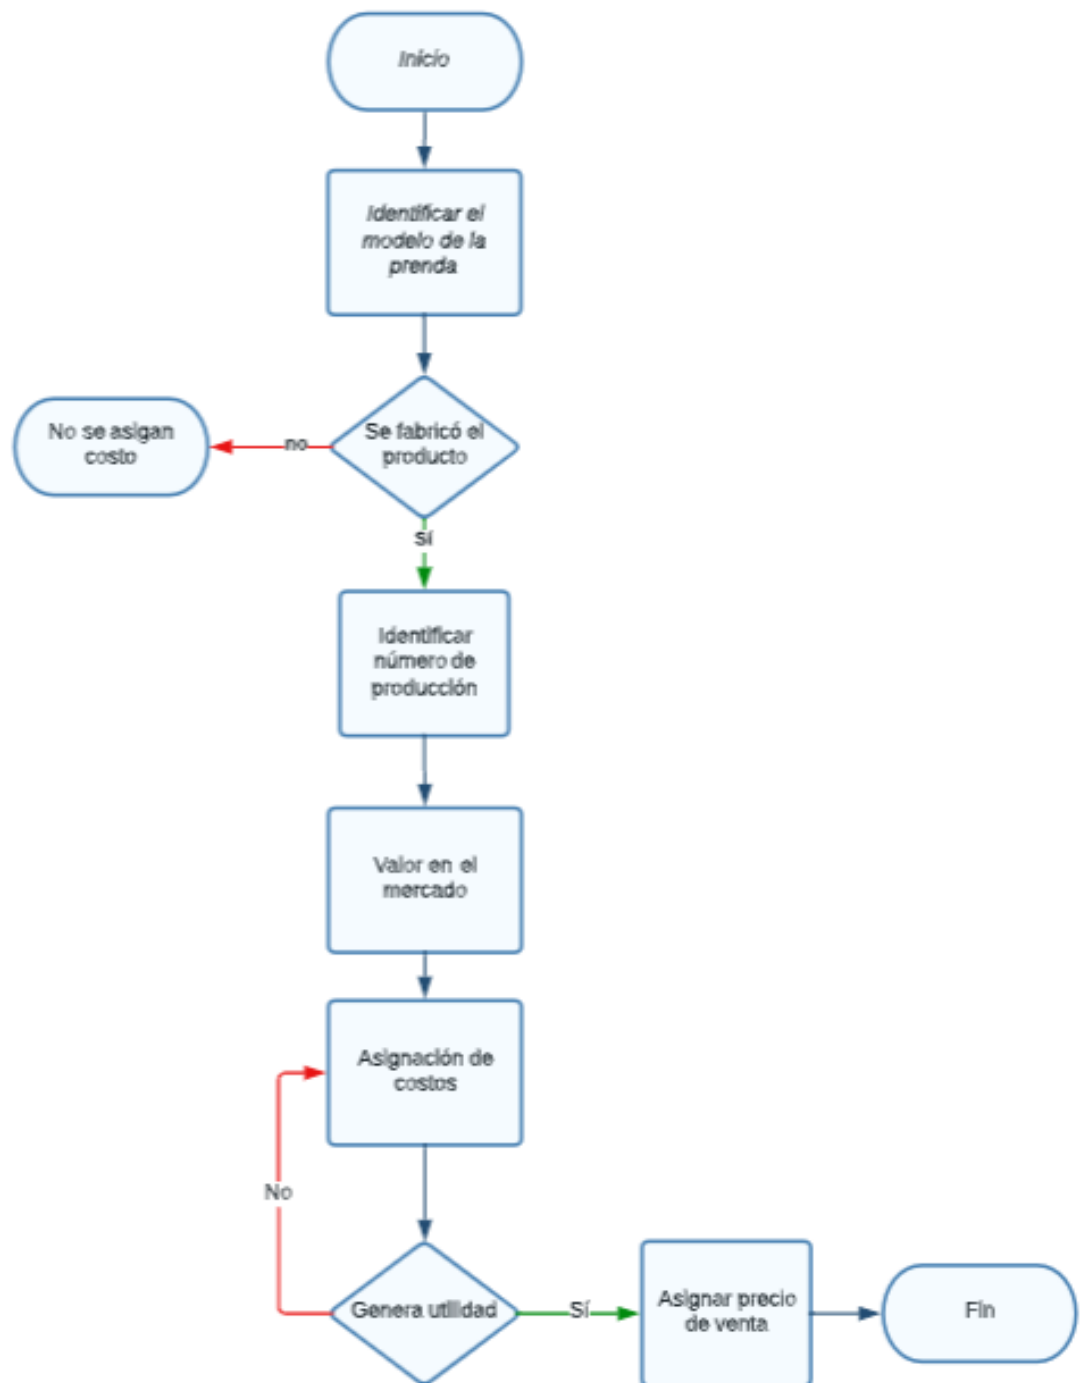 Inicio
Identificar el
modelo de la
prenda
Se fabricó el
producto
no
No se asigan
costo
Sí
Identificar
número de
producción
Valor en el
mercado
Asignación de
costos
No
Genera utilidad
Sí
Asignar precio
de venta
Fin